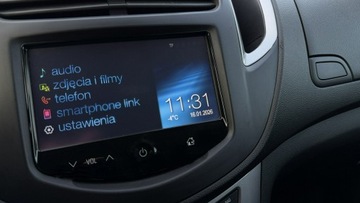 audio
zdjęcia i filmy
telefon
smartphone link
ustawienia
11:31
-4°C
18.01.2026
VOL